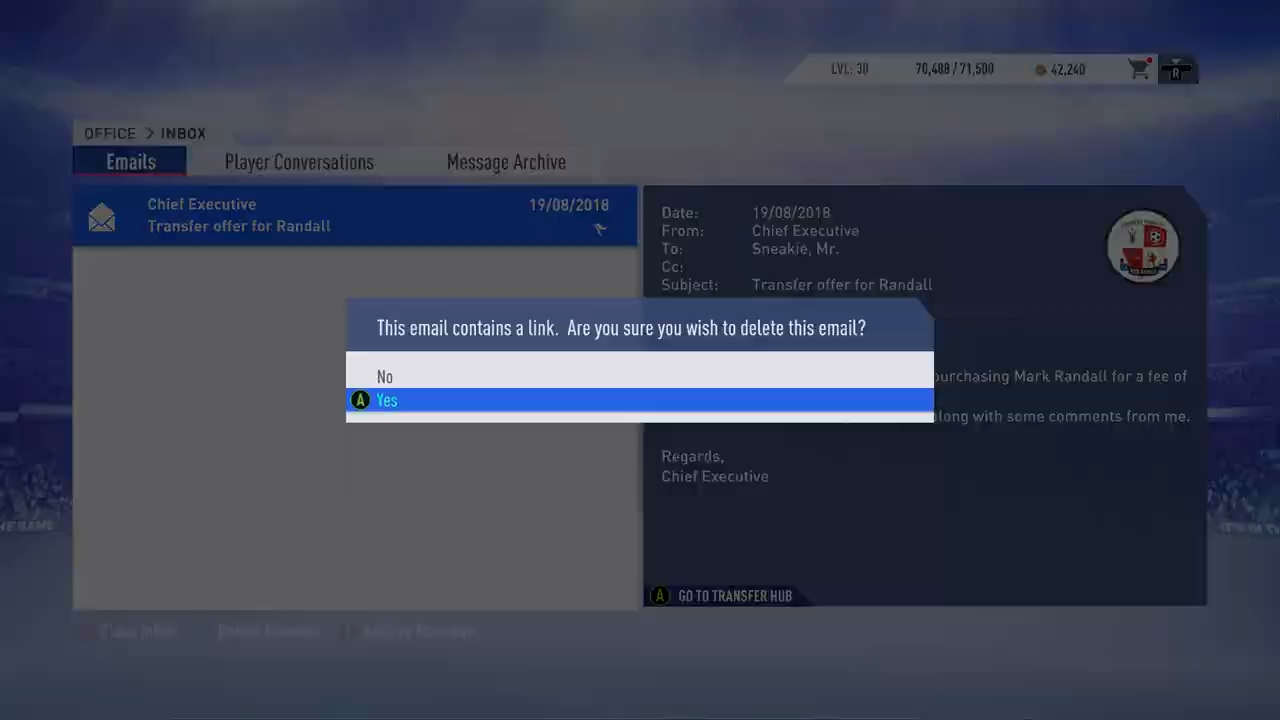 LVL: 30 70,488 / 71,500 42,240
R
OFFICE > INBOX
Emails Player Conversations Message Archive
Chief Executive 19/08/2018
Transfer offer for Randall
Date: 19/08/2018
From: Chief Executive
To: Sneakie, Mr.
Cc:
Subject: Transfer offer for Randall
This email contains a link. Are you sure you wish to delete this email?
No
A Yes
purchasing Mark Randall for a fee of
along with some comments from me.
Regards,
Chief Executive
A GO TO TRANSFER HUB